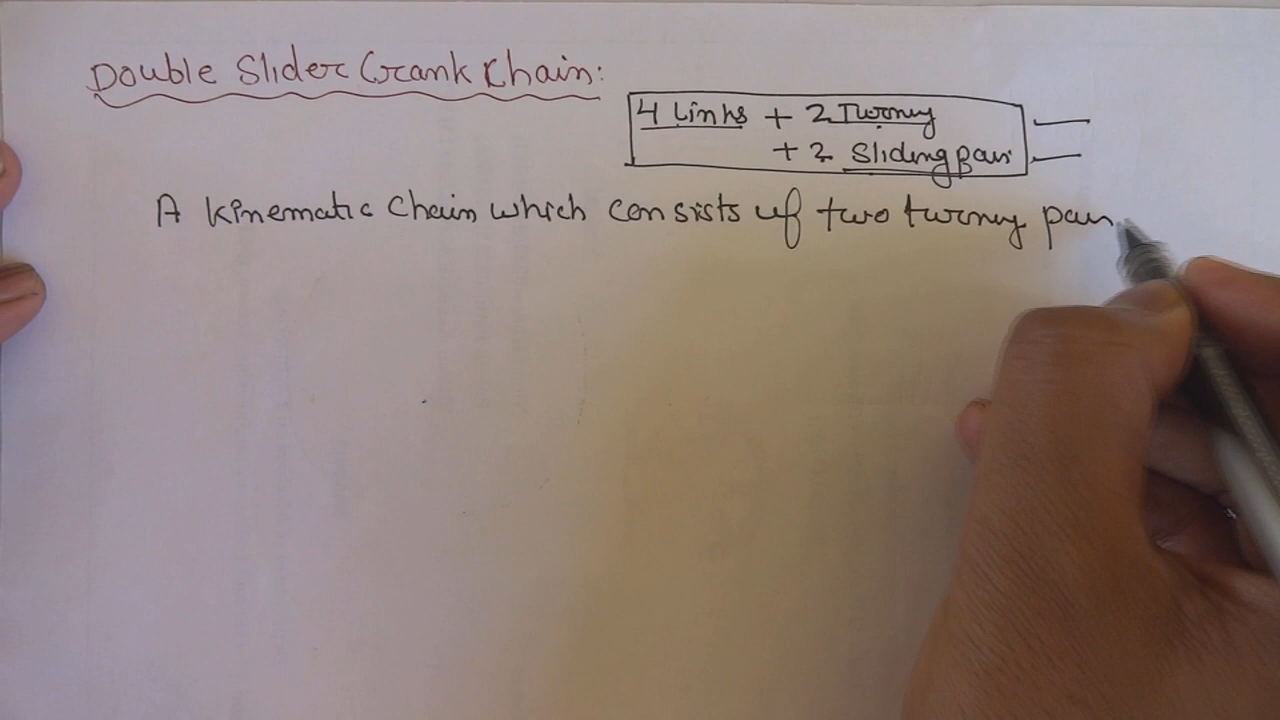 Double Slider Crank Chain:
4 Links + 2 Turning
+ 2 Sliding pair
A Kinematic Chain which consists of two turning pair